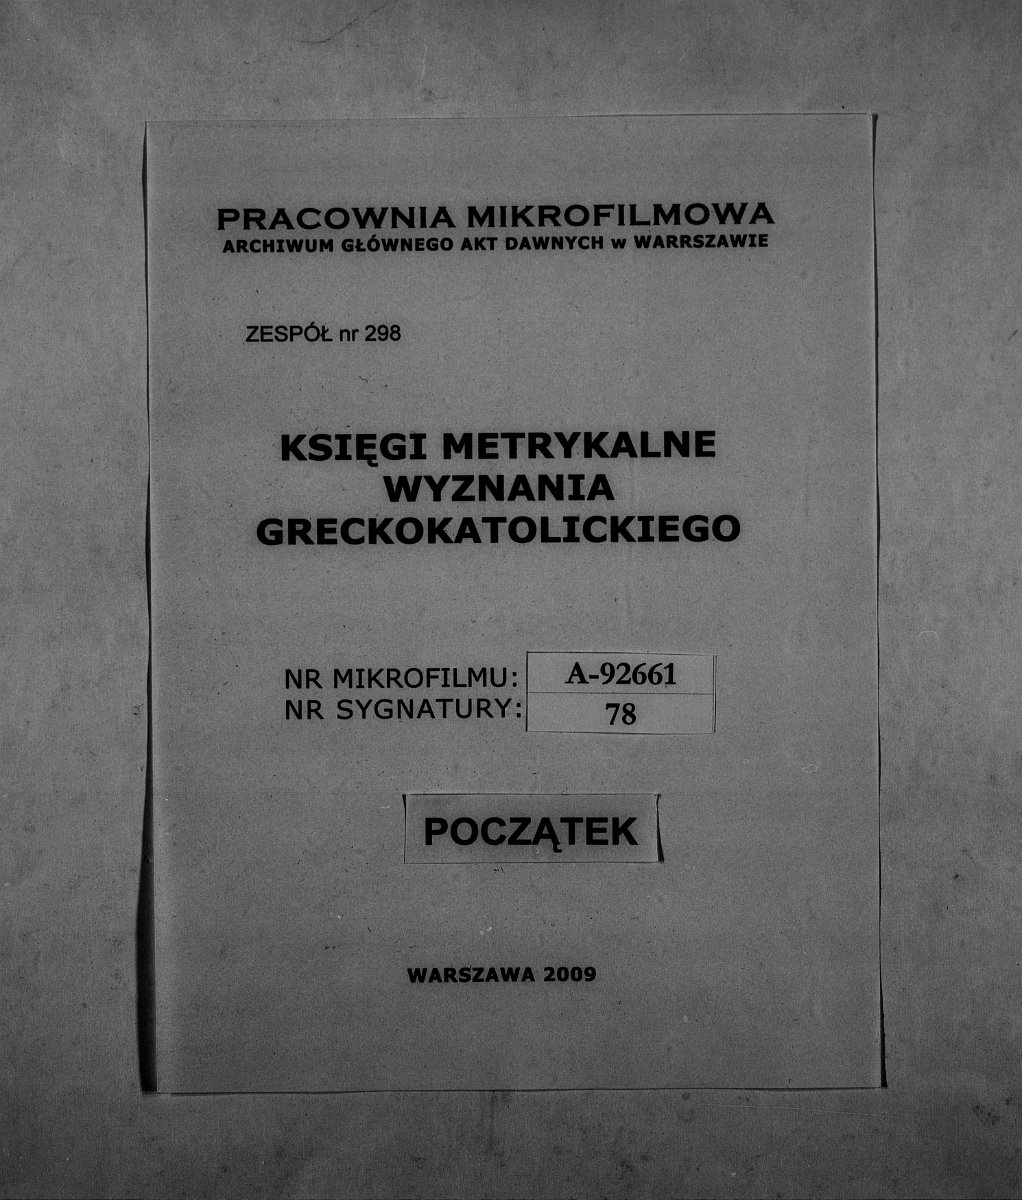 PRACOWNIA MIKROFILMOWA
ARCHIWUM GŁÓWNEGO AKT DAWNYCH w WARRSZAWIE
ZESPÓŁ nr 298
KSIĘGI METRYKALNE
WYZNANIA
GRECKOKATOLICKIEGO
NR MIKROFILMU: A-92661
NR SYGNATURY: 78
POCZĄTEK
WARSZAWA 2009